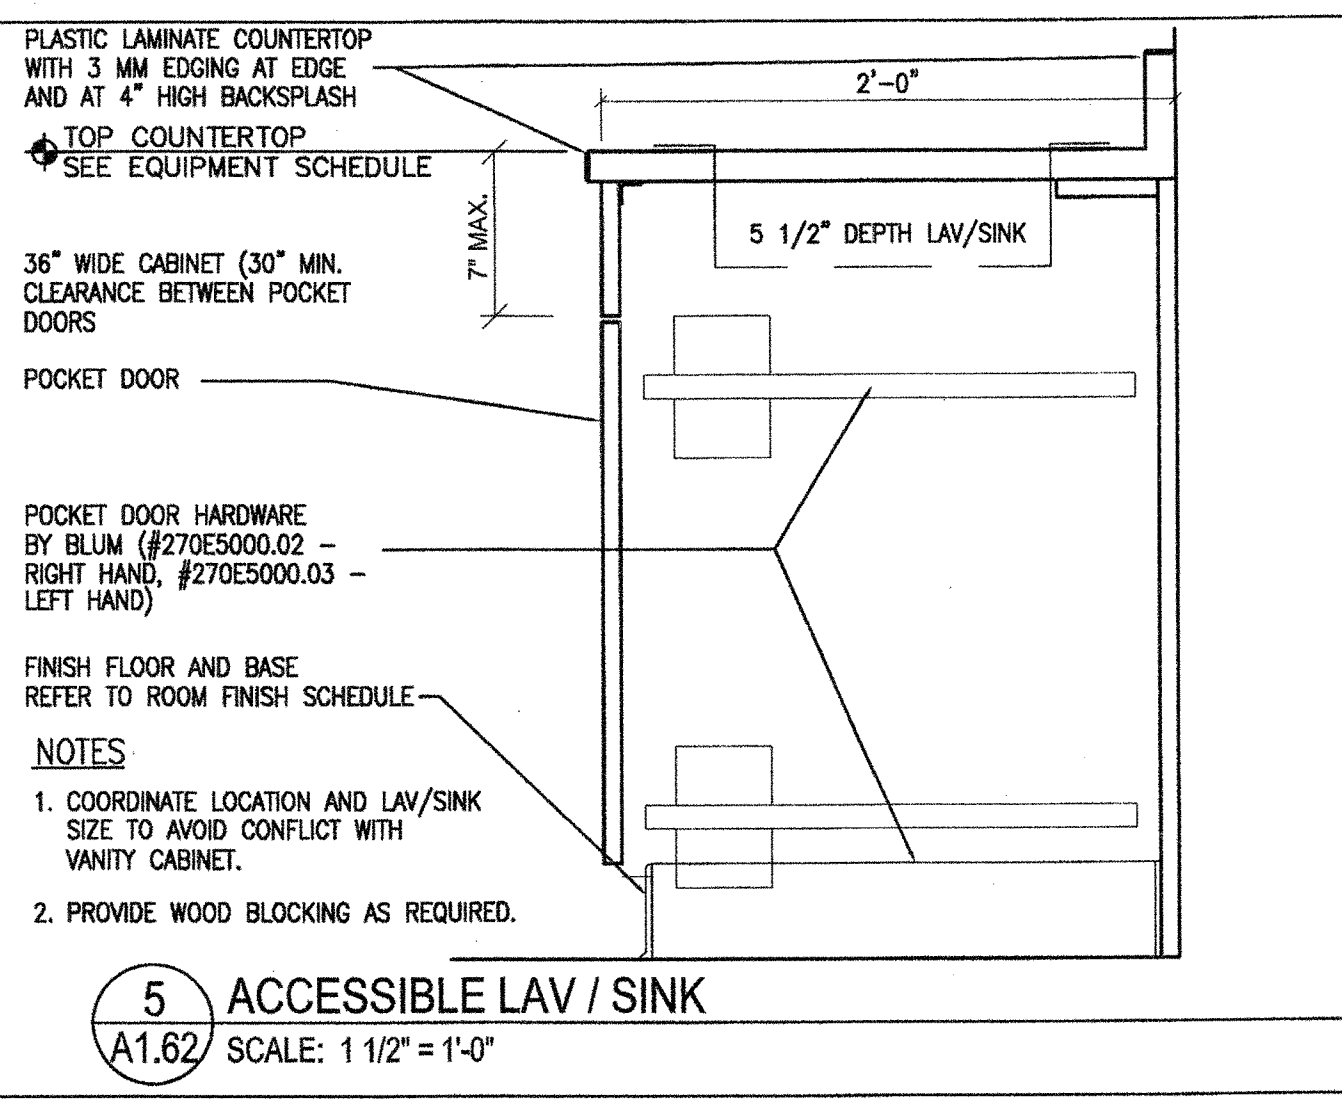 PLASTIC LAMINATE COUNTERTOP
WITH 3 MM EDGING AT EDGE
AND AT 4" HIGH BACKSPLASH
2'-0"
TOP COUNTERTOP
SEE EQUIPMENT SCHEDULE
7" MAX.
5 1/2" DEPTH LAV/SINK
36" WIDE CABINET (30" MIN.
CLEARANCE BETWEEN POCKET
DOORS
POCKET DOOR
POCKET DOOR HARDWARE
BY BLUM (#270E5000.02 -
RIGHT HAND, #270E5000.03 -
LEFT HAND)
FINISH FLOOR AND BASE
REFER TO ROOM FINISH SCHEDULE
NOTES
1. COORDINATE LOCATION AND LAV/SINK
SIZE TO AVOID CONFLICT WITH
VANITY CABINET.
2. PROVIDE WOOD BLOCKING AS REQUIRED.
5 ACCESSIBLE LAV / SINK
A1.62 SCALE: 1 1/2" = 1'-0"